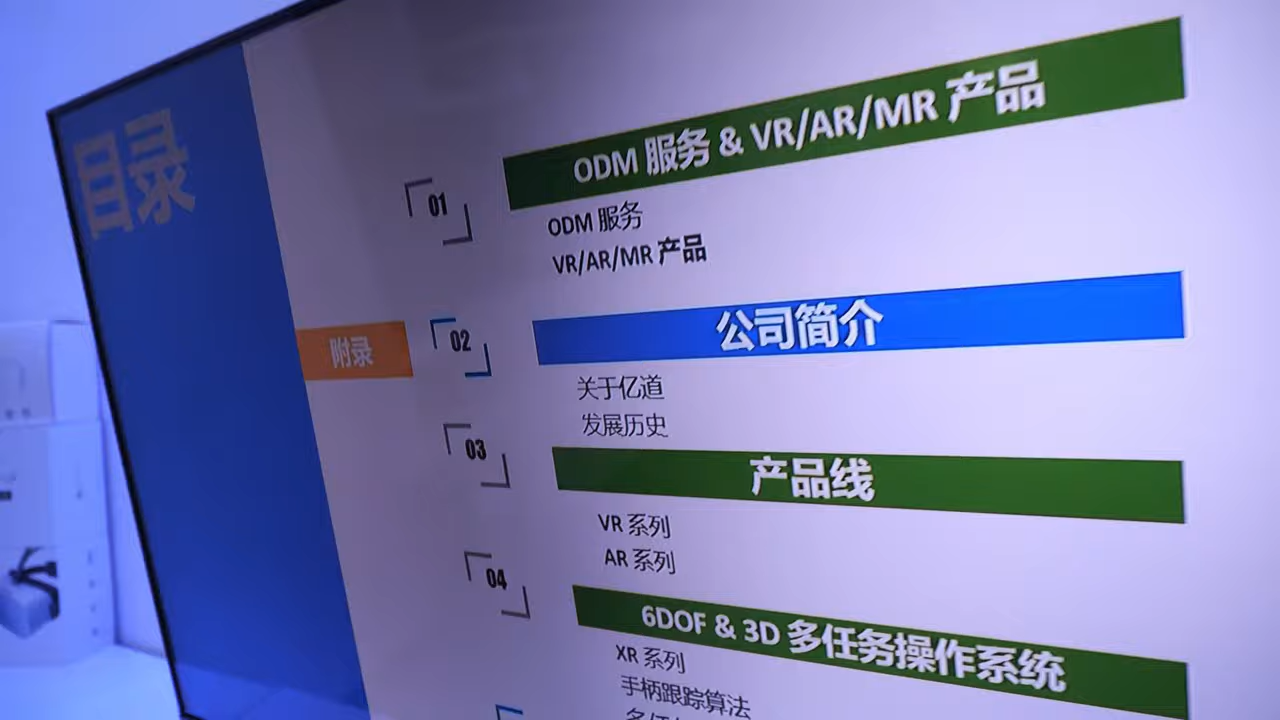 目录
01
ODM 服务 & VR/AR/MR 产品
ODM 服务
VR/AR/MR 产品
附录
02
公司简介
关于亿道
发展历史
03
产品线
VR 系列
AR 系列
04
6DOF & 3D 多任务操作系统
XR 系列
手柄跟踪算法